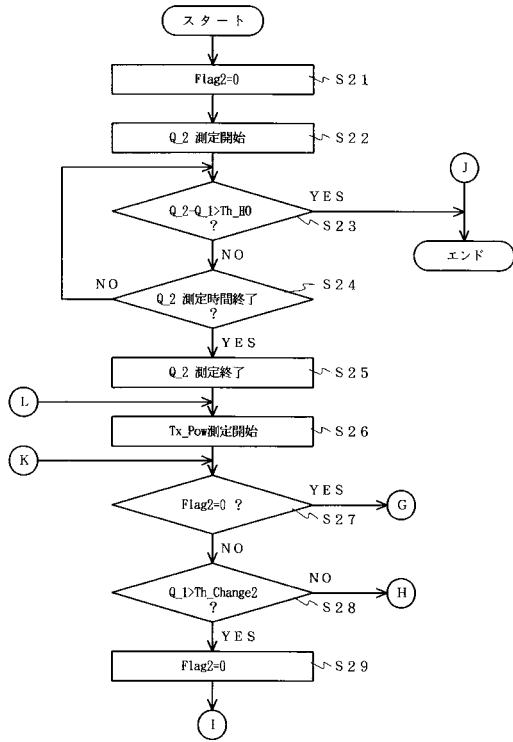 スタート
Flag2=0
S21
Q_2 測定開始
S22
J
Q_2-Q_1>Th_HO
?
YES
S23
エンド
NO
NO
Q_2 測定時間終了
?
S24
YES
Q_2 測定終了
S25
L
Tx_Pow測定開始
S26
K
Flag2=0 ?
YES
G
S27
NO
Q_1>Th_Change2
?
NO
H
S28
YES
Flag2=0
S29
I